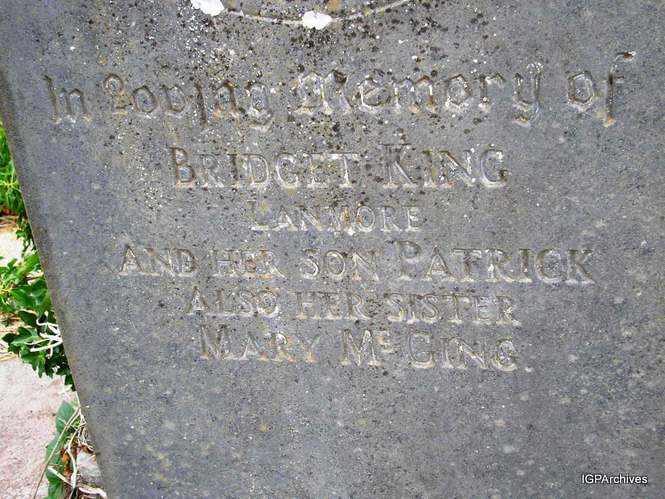 In Loving Memory of
BRIDGET KING
LANMORE
AND HER SON PATRICK
ALSO HER SISTER
MARY McGING.
IGPArchives